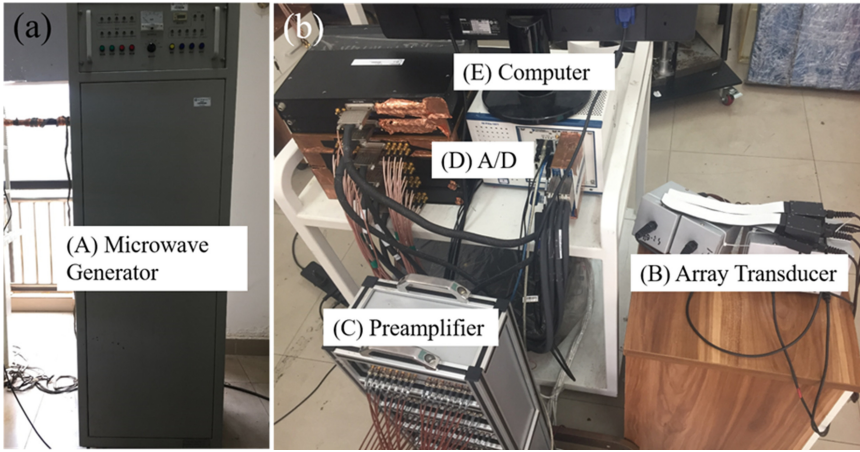 (a)
(A) Microwave
Generator
(b)
(E) Computer
(D) A/D
(B) Array Transducer
(C) Preamplifier